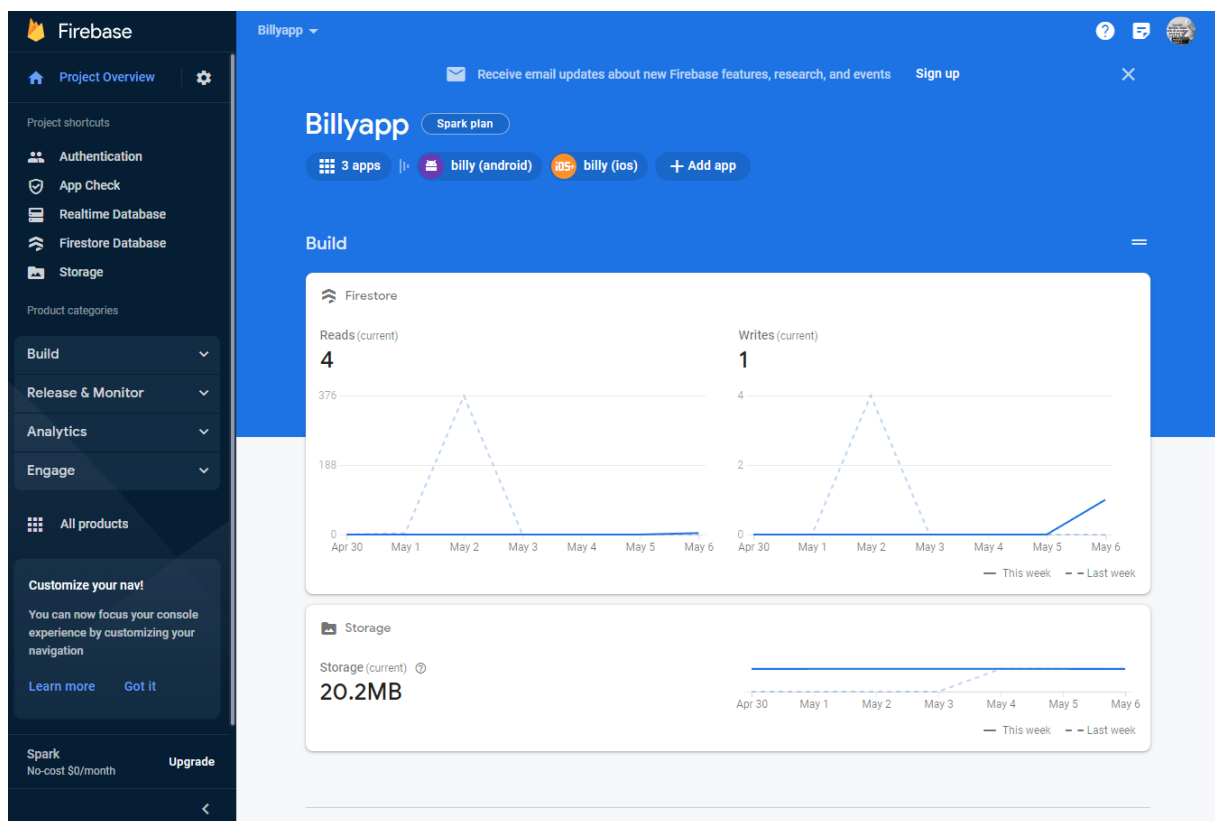 Firebase
Project Overview
Project shortcuts
Authentication
App Check
Realtime Database
Firestore Database
Storage
Product categories
Build
Release & Monitor
Analytics
Engage
All products
Customize your nav!
You can now focus your console
experience by customizing your
navigation
Learn more Got it
Spark
No-cost $0/month
Upgrade
Billyapp
Receive email updates about new Firebase features, research, and events Sign up
Billyapp Spark plan
3 apps billy (android) iOS+ billy (ios) + Add app
Build
Firestore
Reads (current)
4
376
188
0
Apr 30 May 1 May 2 May 3 May 4 May 5 May 6
Writes (current)
1
4
2
0
Apr 30 May 1 May 2 May 3 May 4 May 5 May 6
This week Last week
Storage
Storage (current)
20.2MB
Apr 30 May 1 May 2 May 3 May 4 May 5 May 6
This week Last week